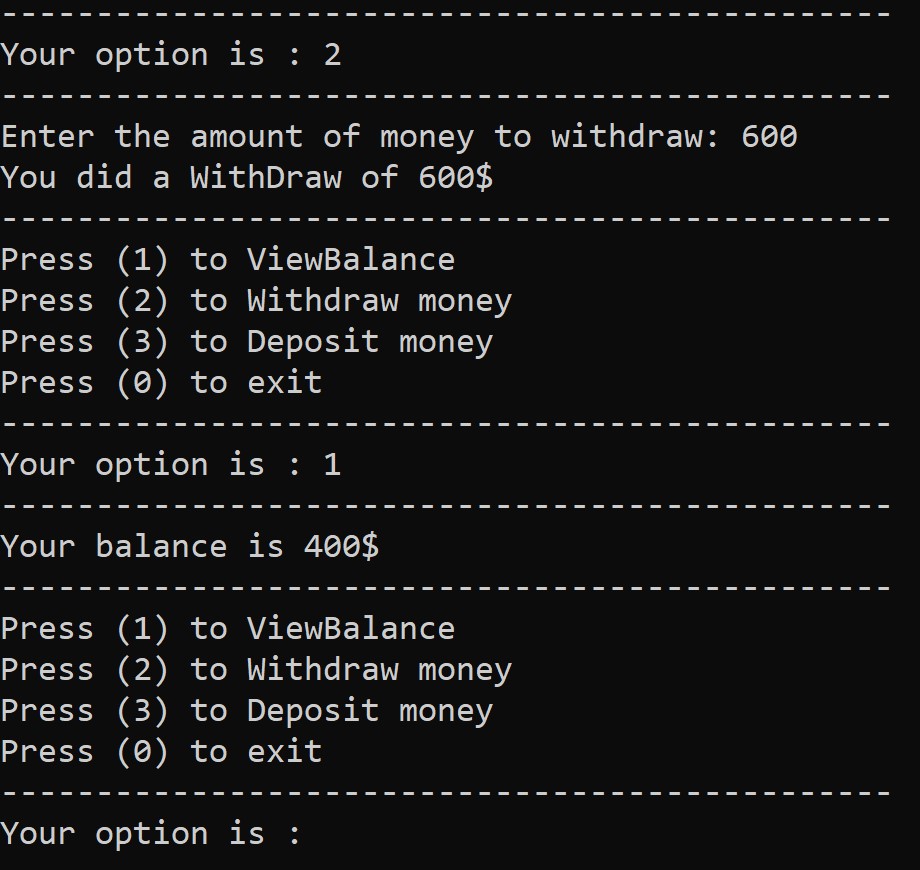 -----------------------------------------------
Your option is : 2
-----------------------------------------------
Enter the amount of money to withdraw: 600
You did a WithDraw of 600$
-----------------------------------------------
Press (1) to ViewBalance
Press (2) to Withdraw money
Press (3) to Deposit money
Press (0) to exit
-----------------------------------------------
Your option is : 1
-----------------------------------------------
Your balance is 400$
-----------------------------------------------
Press (1) to ViewBalance
Press (2) to Withdraw money
Press (3) to Deposit money
Press (0) to exit
-----------------------------------------------
Your option is :